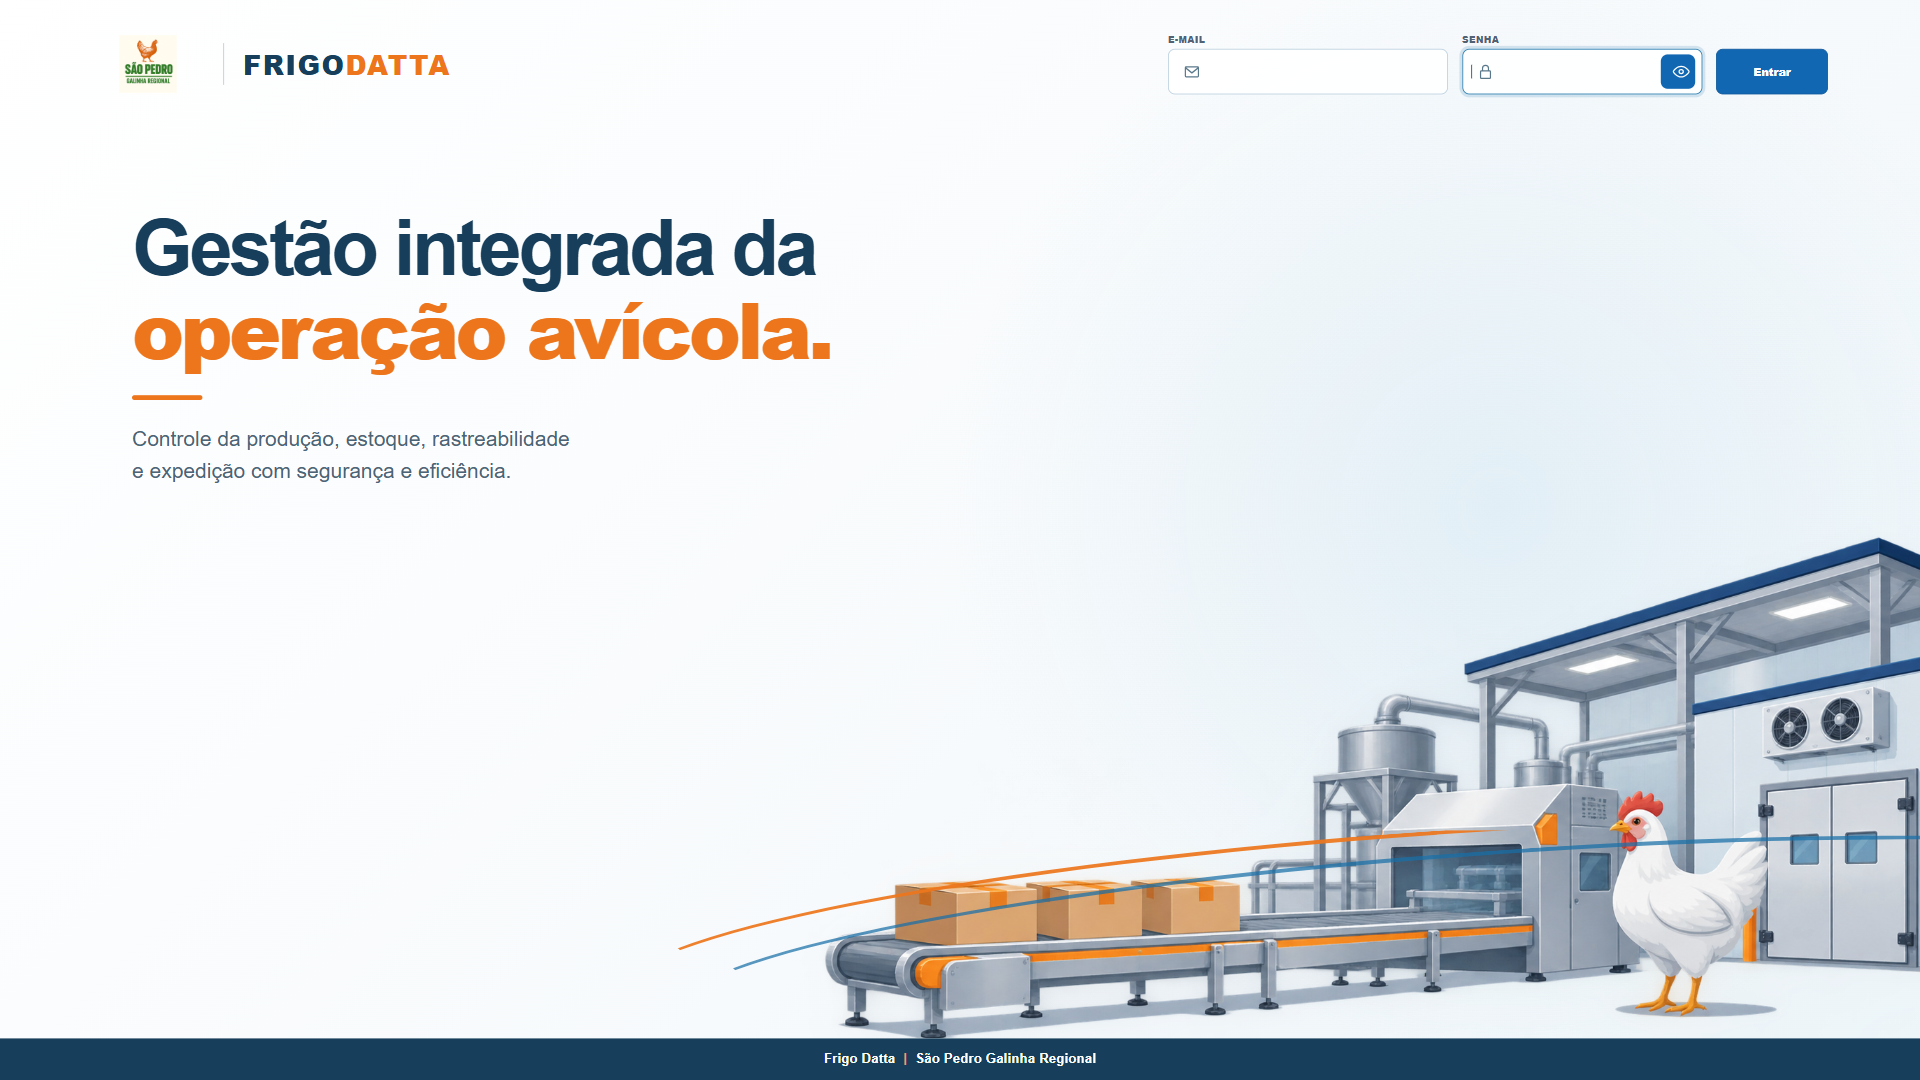 SÃO PEDRO
GALINHA REGIONAL
FRIGODATTA
E-MAIL
SENHA
Entrar
Gestão integrada da
operação avícola.
Controle da produção, estoque, rastreabilidade
e expedição com segurança e eficiência.
Frigo Datta | São Pedro Galinha Regional